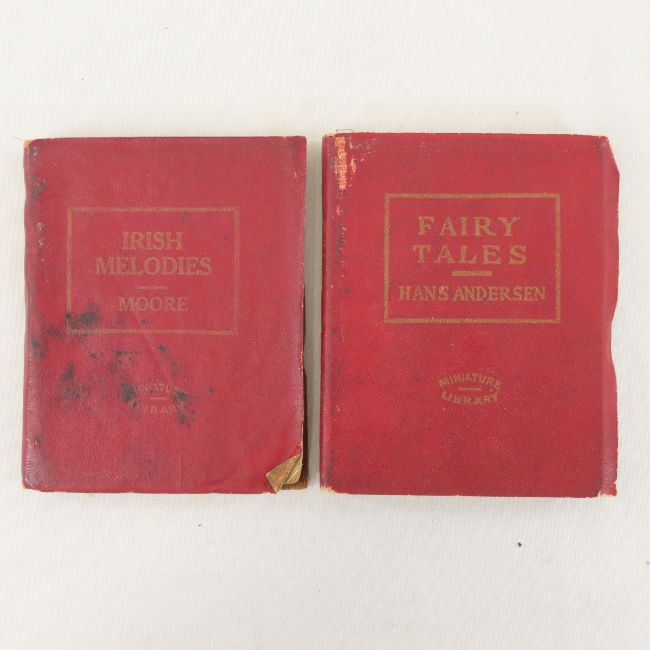 IRISH
MELODIES
MOORE
MINIATURE
LIBRARY
FAIRY
TALES
HANS ANDERSEN
MINIATURE
LIBRARY